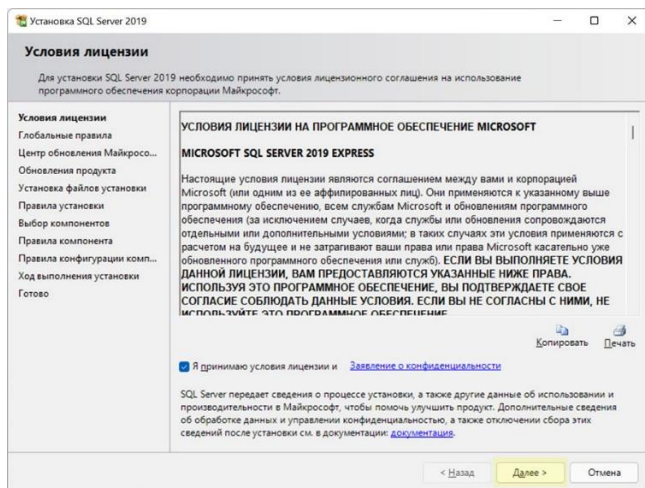 Установка SQL Server 2019
Условия лицензии
Для установки SQL Server 2019 необходимо принять условия лицензионного соглашения на использование
программного обеспечения корпорации Майкрософт.
Условия лицензии
Глобальные правила
Центр обновления Майкросо...
Обновления продукта
Установка файлов установки
Правила установки
Выбор компонентов
Правила компонента
Правила конфигурации комп...
Ход выполнения установки
Готово
УСЛОВИЯ ЛИЦЕНЗИИ НА ПРОГРАММНОЕ ОБЕСПЕЧЕНИЕ MICROSOFT
MICROSOFT SQL SERVER 2019 EXPRESS
Настоящие условия лицензии являются соглашением между вами и корпорацией
Microsoft (или одним из ее аффилированных лиц). Они применяются к указанному выше
программному обеспечению, всем службам Microsoft и обновлениям программного
обеспечения (за исключением случаев, когда службы или обновления сопровождаются
отдельными или дополнительными условиями; в таких случаях эти условия применяются с
расчетом на будущее и не затрагивают ваши права или права Microsoft касательно уже
обновленного программного обеспечения или служб). ЕСЛИ ВЫ ВЫПОЛНЯЕТЕ УСЛОВИЯ
ДАННОЙ ЛИЦЕНЗИИ, ВАМ ПРЕДОСТАВЛЯЮТСЯ УКАЗАННЫЕ НИЖЕ ПРАВА.
ИСПОЛЬЗУЯ ЭТО ПРОГРАММНОЕ ОБЕСПЕЧЕНИЕ, ВЫ ПОДТВЕРЖДАЕТЕ СВОЕ
СОГЛАСИЕ СОБЛЮДАТЬ ДАННЫЕ УСЛОВИЯ. ЕСЛИ ВЫ НЕ СОГЛАСНЫ С НИМИ, НЕ
ИСПОЛЬЗУЙТЕ ЭТО ПРОГРАММНОЕ ОБЕСПЕЧЕНИЕ
Копировать Печать
Я принимаю условия лицензии и Заявление о конфиденциальности
SQL Server передает сведения о процессе установки, а также другие данные об использовании и
производительности в Майкрософт, чтобы помочь улучшить продукт. Дополнительные сведения
об обработке данных и управлении конфиденциальностью, а также отключении сбора этих
сведений после установки см. в документации: документация.
< Назад Далее > Отмена